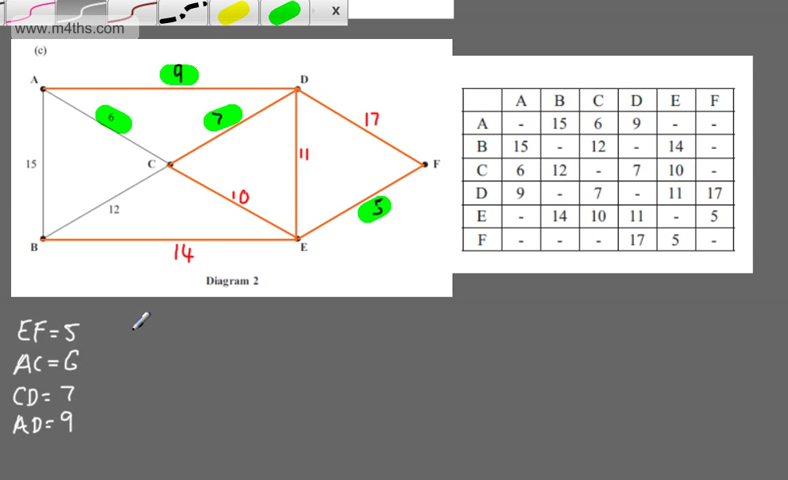 x
www.m4ths.com
(c)
A
9
D
6
7
17
15
C
11
F
12
10
5
B
14
E
Diagram 2
A B C D E F
A - 15 6 9 - -
B 15 - 12 - 14 -
C 6 12 - 7 10 -
D 9 - 7 - 11 17
E - 14 10 11 - 5
F - - - 17 5 -
EF=5
AC=6
CD=7
AD=9